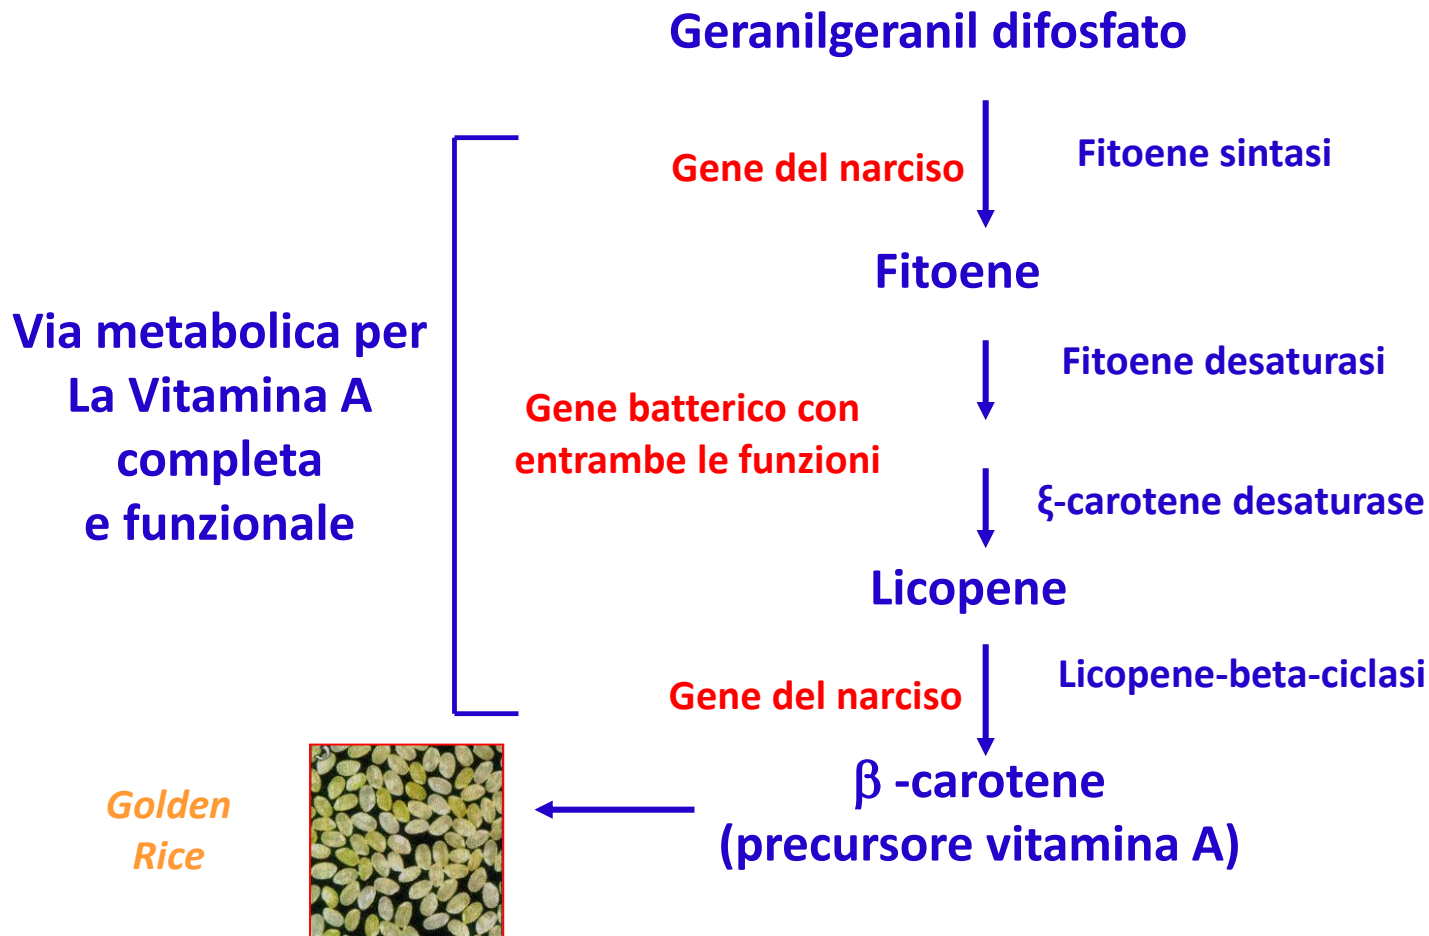 Geranilgeranil difosfato
Gene del narciso
Fitoene sintasi
Fitoene
Via metabolica per
La Vitamina A
completa
e funzionale
Gene batterico con
entrambe le funzioni
Fitoene desaturasi
ξ-carotene desaturase
Licopene
Gene del narciso
Licopene-beta-ciclasi
β -carotene
(precursore vitamina A)
Golden
Rice